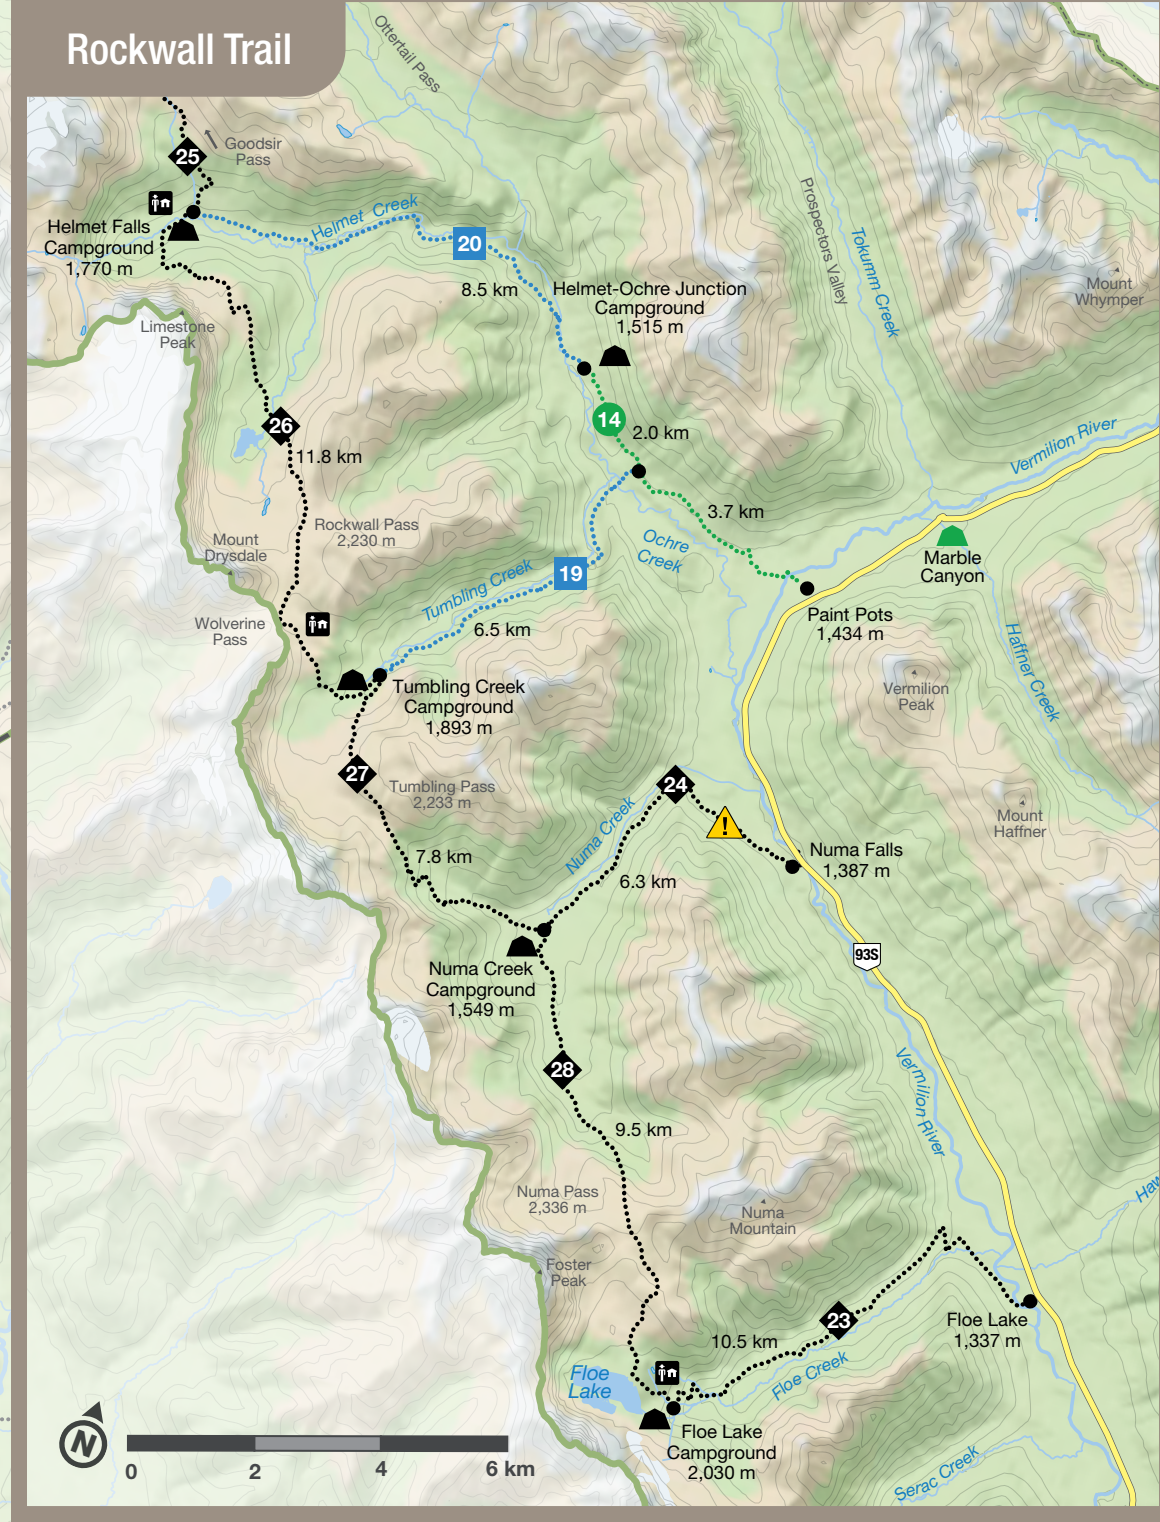 Rockwall Trail
Ottertail Pass
25
Goodsir
Pass
Prospectors Valley
Tokumm Creek
Helmet Creek
Helmet Falls
Campground
1,770 m
20
8.5 km
Helmet-Ochre Junction
Campground
1,515 m
Mount
Whymper
Limestone
Peak
14
2.0 km
26
11.8 km
Vermilion River
3.7 km
Rockwall Pass
2,230 m
Mount
Drysdale
Ochre
Creek
Marble
Canyon
19
Tumbling Creek
6.5 km
Paint Pots
1,434 m
Wolverine
Pass
Haffner Creek
Tumbling Creek
Campground
1,893 m
Vermilion
Peak
27
Tumbling Pass
2,233 m
24
!
Numa Creek
Mount
Haffner
Numa Falls
1,387 m
7.8 km
6.3 km
93S
Numa Creek
Campground
1,549 m
28
Vermilion River
9.5 km
Numa Pass
2,336 m
Numa
Mountain
Haw
Foster
Peak
23
Floe Lake
1,337 m
10.5 km
Floe Creek
Floe
Lake
Floe Lake
Campground
2,030 m
Serac Creek
N
0 2 4 6 km